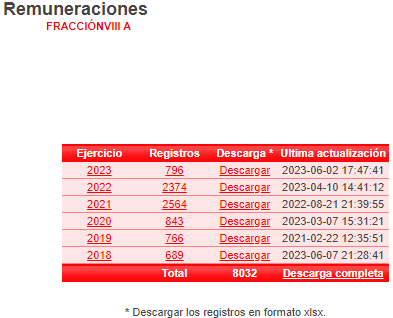 Remuneraciones
FRACCIÓNVIII A
Ejercicio Registros Descarga * Ultima actualización
2023 796 Descargar 2023-06-02 17:47:41
2022 2374 Descargar 2023-04-10 14:41:12
2021 2564 Descargar 2022-08-21 21:39:55
2020 843 Descargar 2023-03-07 15:31:21
2019 766 Descargar 2021-02-22 12:35:51
2018 689 Descargar 2023-06-07 21:28:41
Total 8032 Descarga completa
* Descargar los registros en formato xlsx.